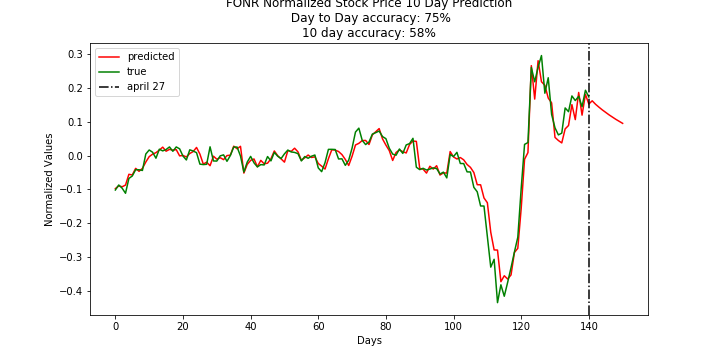 FONR Normalized Stock Price 10 Day Prediction
Day to Day accuracy: 75%
10 day accuracy: 58%
predicted
true
april 27
Normalized Values
0.3
0.2
0.1
0.0
−0.1
−0.2
−0.3
−0.4
0 20 40 60 80 100 120 140
Days